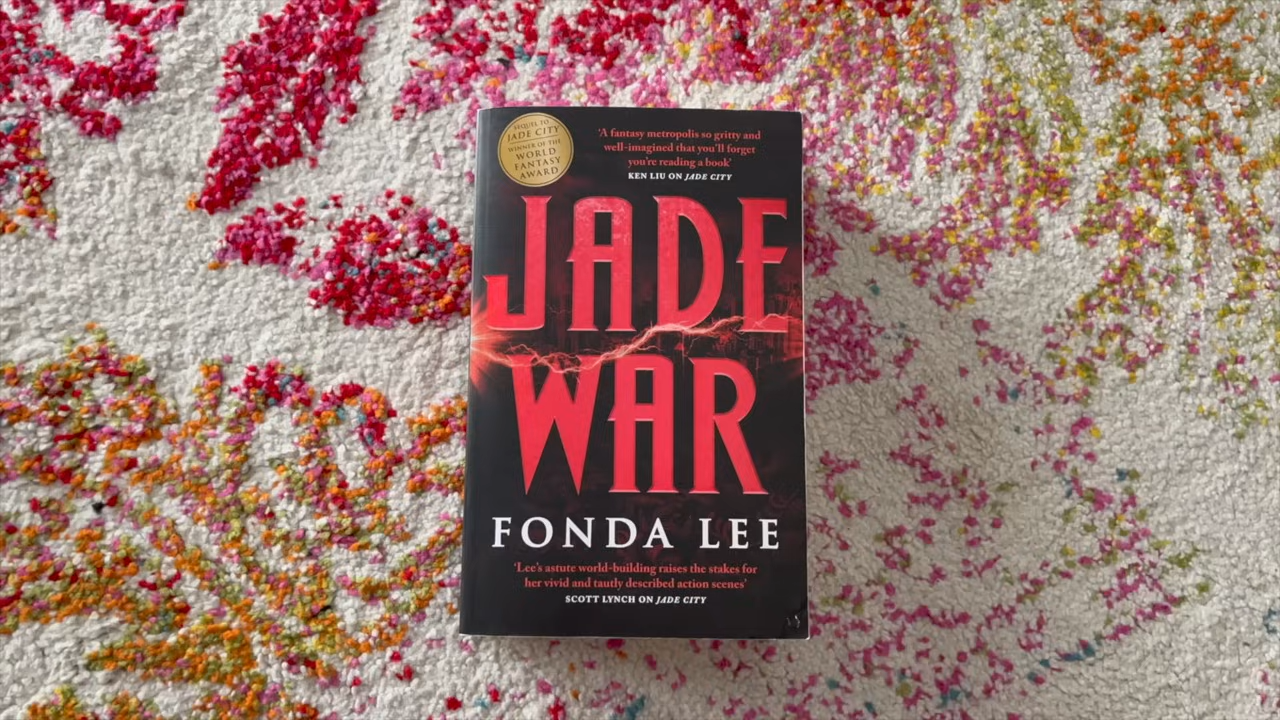 SEQUEL TO
JADE CITY
WINNER OF THE
WORLD
FANTASY
AWARD
‘A fantasy metropolis so gritty and
well-imagined that you’ll forget
you’re reading a book’
KEN LIU ON JADE CITY
JADE
WAR
FONDA LEE
‘Lee’s astute world-building raises the stakes for
her vivid and tautly described action scenes’
SCOTT LYNCH ON JADE CITY